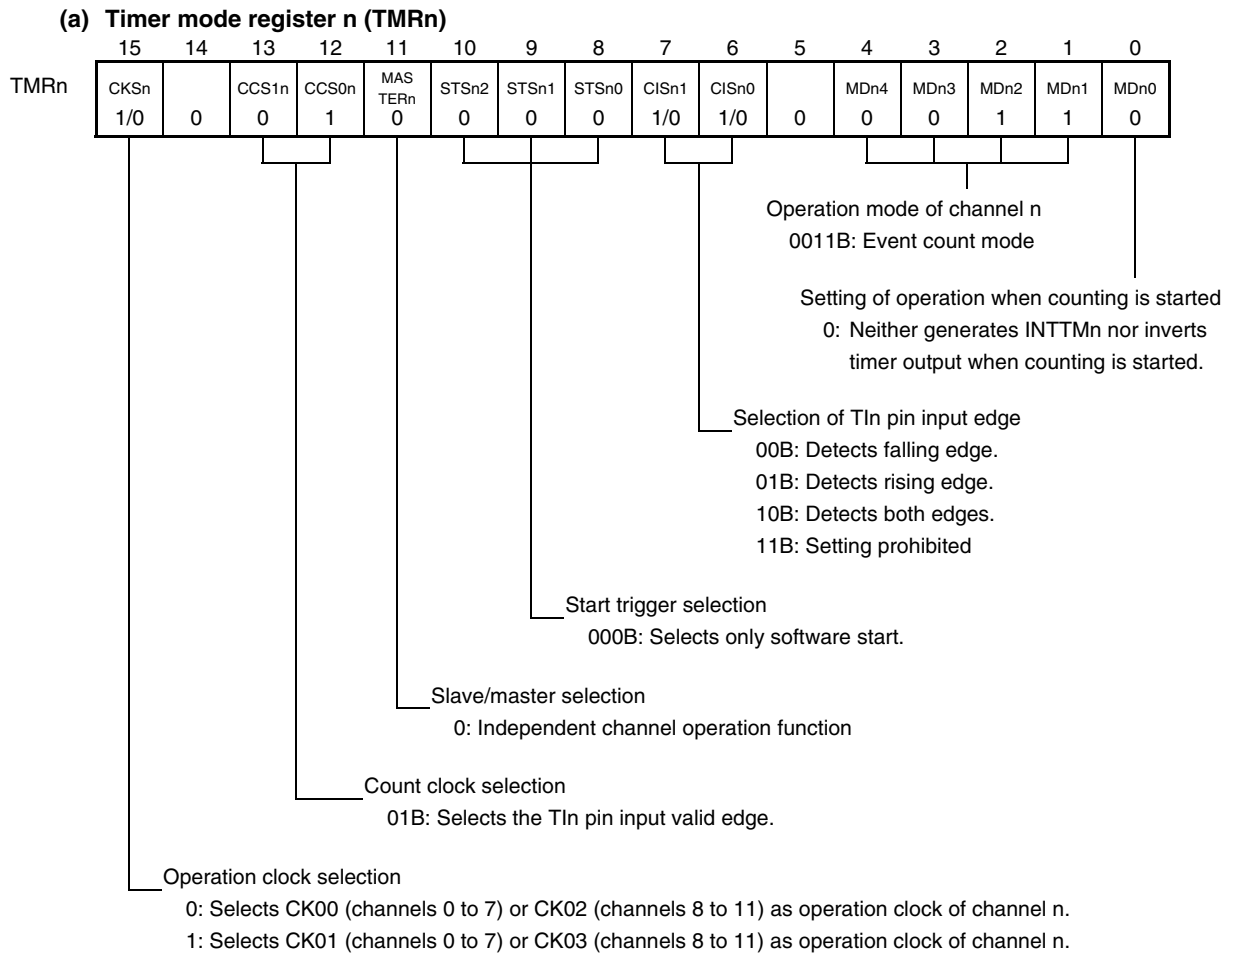 (a) Timer mode register n (TMRn)
15 14 13 12 11 10 9 8 7 6 5 4 3 2 1 0
TMRn CKSn CCS1n CCS0n MAS TERn STSn2 STSn1 STSn0 CISn1 CISn0 MDn4 MDn3 MDn2 MDn1 MDn0
1/0 0 0 1 0 0 0 0 1/0 1/0 0 0 0 1 1 0
Operation mode of channel n
0011B: Event count mode
Setting of operation when counting is started
0: Neither generates INTTMn nor inverts
timer output when counting is started.
Selection of TIn pin input edge
00B: Detects falling edge.
01B: Detects rising edge.
10B: Detects both edges.
11B: Setting prohibited
Start trigger selection
000B: Selects only software start.
Slave/master selection
0: Independent channel operation function
Count clock selection
01B: Selects the TIn pin input valid edge.
Operation clock selection
0: Selects CK00 (channels 0 to 7) or CK02 (channels 8 to 11) as operation clock of channel n.
1: Selects CK01 (channels 0 to 7) or CK03 (channels 8 to 11) as operation clock of channel n.